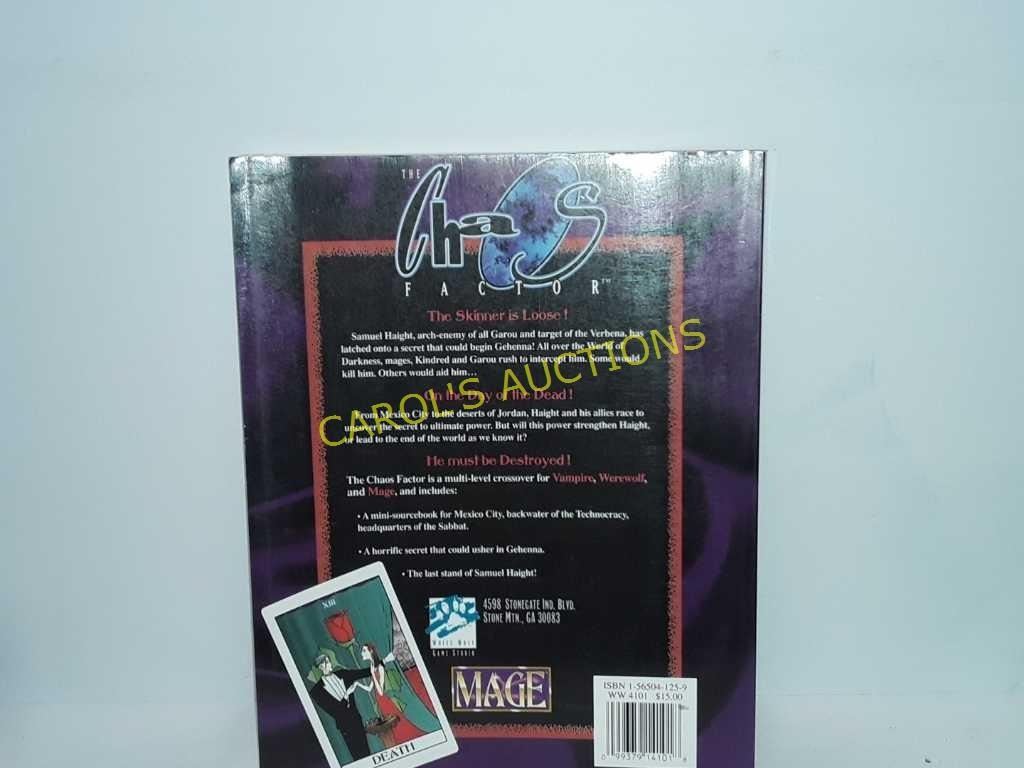 THE
ChaOS
FACTOR™
The Skinner is Loose!
Samuel Haight, arch-enemy of all Garou and target of the Verbena, has
latched onto a secret that could begin Gehenna! All over the World of
Darkness, mages, Kindred and Garou rush to intercept him. Some would
kill him. Others would aid him…
On the Day of the Dead!
From Mexico City to the deserts of Jordan, Haight and his allies race to
uncover the secret to ultimate power. But will this power strengthen Haight,
or lead to the end of the world as we know it?
He must be Destroyed!
The Chaos Factor is a multi-level crossover for Vampire, Werewolf,
and Mage, and includes:
• A mini-sourcebook for Mexico City, backwater of the Technocracy,
headquarters of the Sabbat.
• A horrific secret that could usher in Gehenna.
• The last stand of Samuel Haight!
4598 STONEGATE IND. BLVD.
STONE MTN., GA 30083
WHITE WOLF
GAME STUDIO
MAGE
XIII
DEATH
ISBN 1-56504-125-9
WW 4101 $15.00
0 99379 14101 8
CAROL'S AUCTIONS